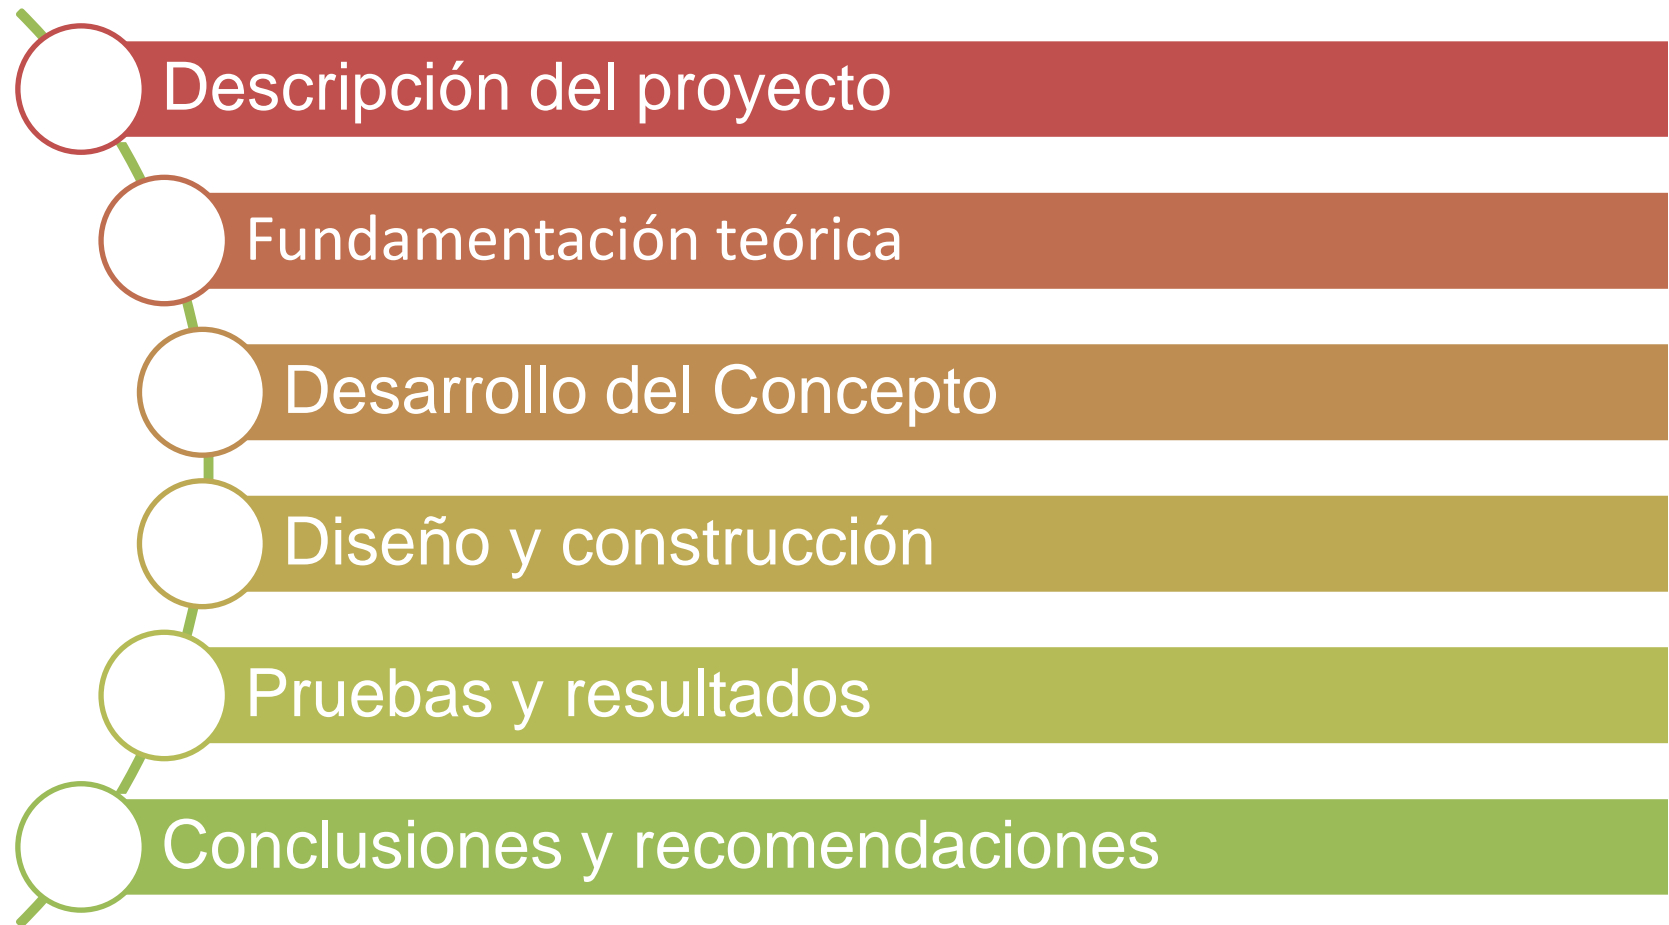 Descripción del proyecto
Fundamentación teórica
Desarrollo del Concepto
Diseño y construcción
Pruebas y resultados
Conclusiones y recomendaciones